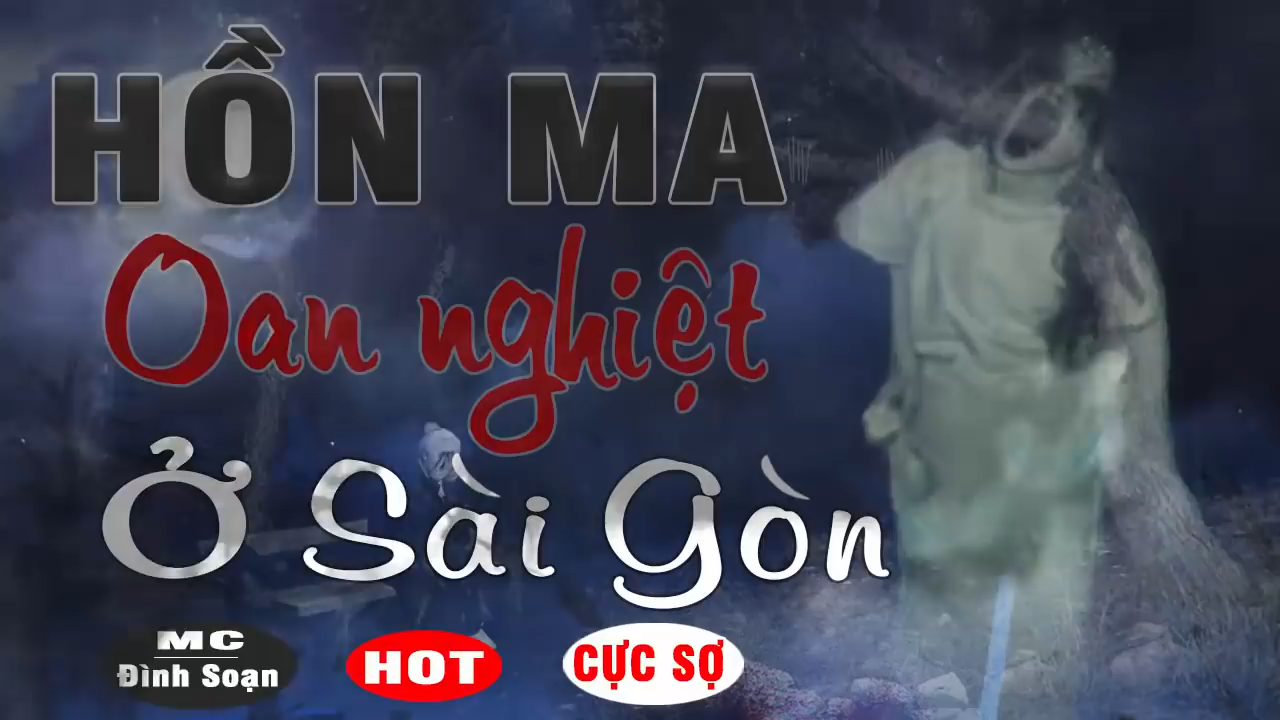 HỒN MA
Oan nghiệt
Ở Sài Gòn
MC
Đình Soạn
HOT
CỰC SỢ